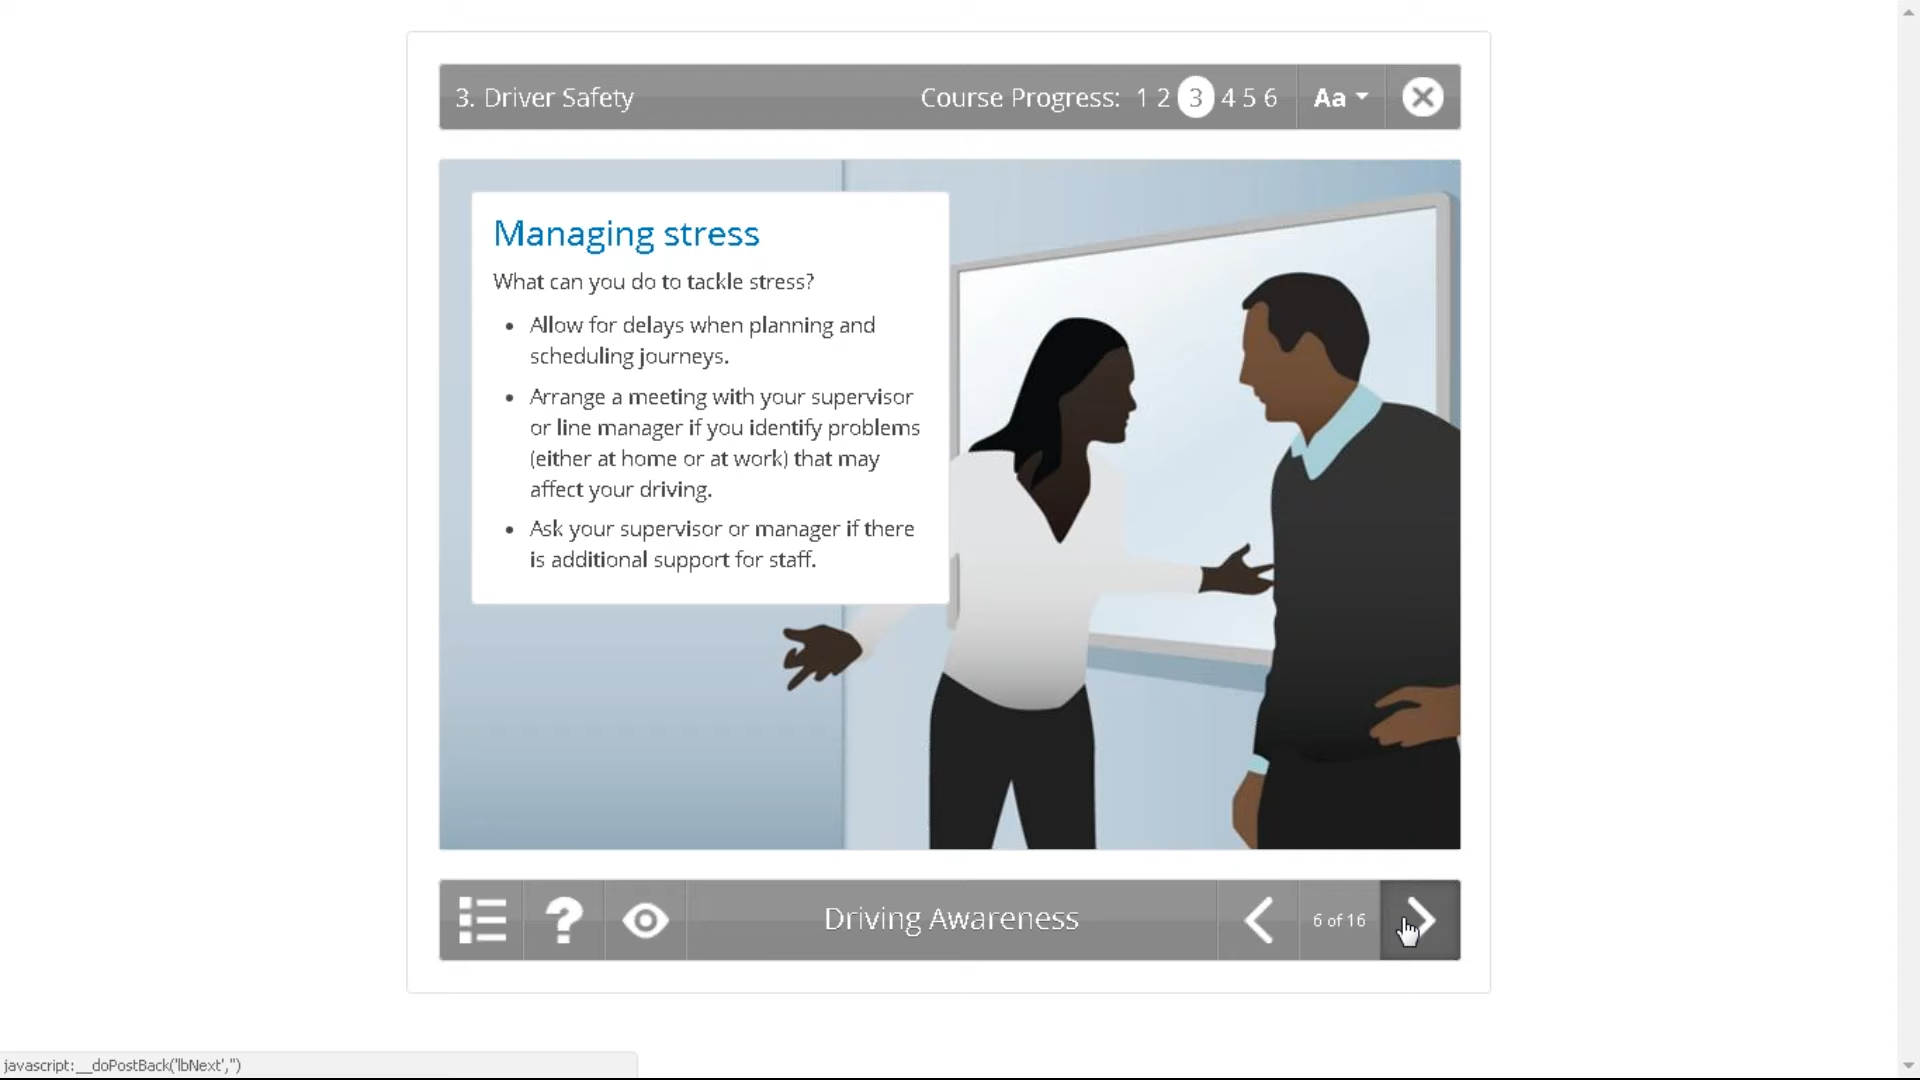 3. Driver Safety
Course Progress: 1 2 3 4 5 6
Aa
Managing stress
What can you do to tackle stress?
• Allow for delays when planning and
scheduling journeys.
• Arrange a meeting with your supervisor
or line manager if you identify problems
(either at home or at work) that may
affect your driving.
• Ask your supervisor or manager if there
is additional support for staff.
?
Driving Awareness
6 of 16
javascript:__doPostBack('lbNext','')